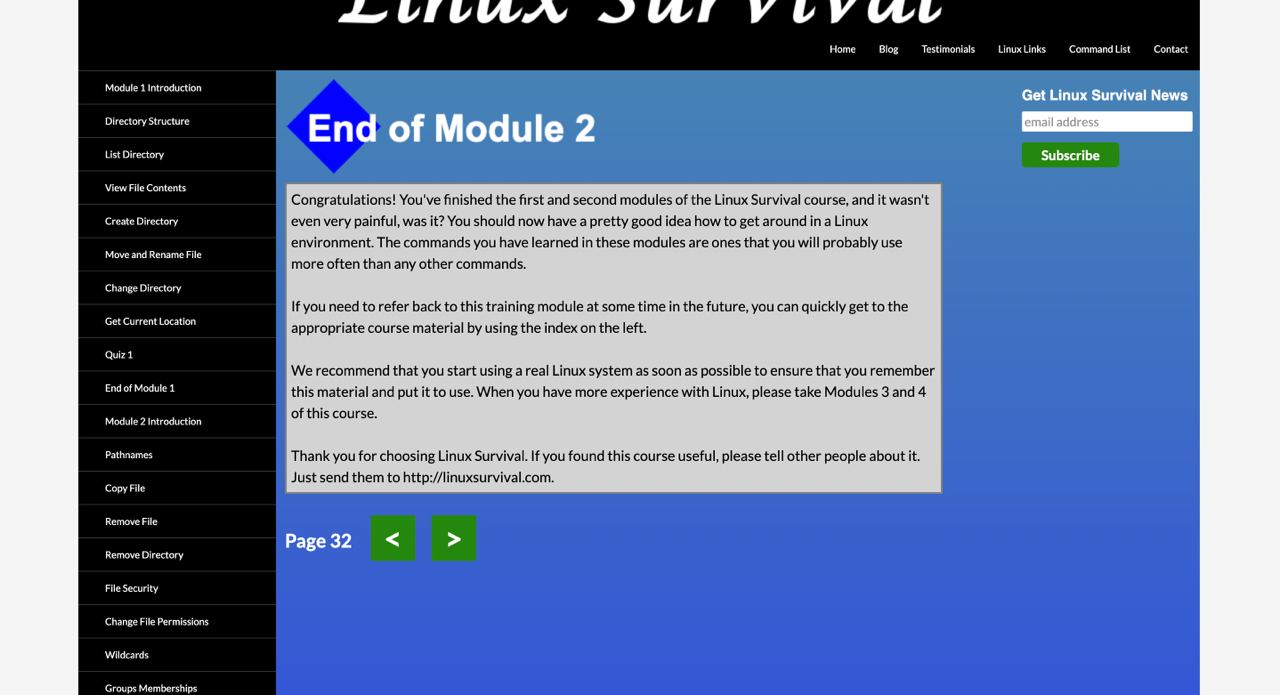 Linux Survival
Home Blog Testimonials Linux Links Command List Contact
Module 1 Introduction
Directory Structure
List Directory
View File Contents
Create Directory
Move and Rename File
Change Directory
Get Current Location
Quiz 1
End of Module 1
Module 2 Introduction
Pathnames
Copy File
Remove File
Remove Directory
File Security
Change File Permissions
Wildcards
Groups Memberships
End of Module 2
Congratulations! You've finished the first and second modules of the Linux Survival course, and it wasn't
even very painful, was it? You should now have a pretty good idea how to get around in a Linux
environment. The commands you have learned in these modules are ones that you will probably use
more often than any other commands.
If you need to refer back to this training module at some time in the future, you can quickly get to the
appropriate course material by using the index on the left.
We recommend that you start using a real Linux system as soon as possible to ensure that you remember
this material and put it to use. When you have more experience with Linux, please take Modules 3 and 4
of this course.
Thank you for choosing Linux Survival. If you found this course useful, please tell other people about it.
Just send them to http://linuxsurvival.com.
Page 32 < >
Get Linux Survival News
email address
Subscribe